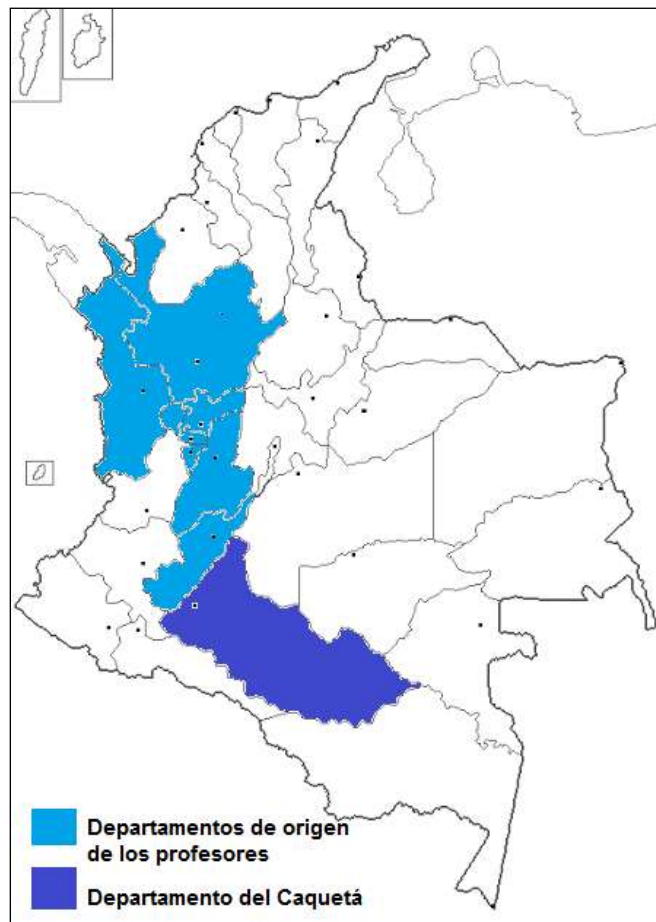 Departamentos de origen
de los profesores
Departamento del Caquetá